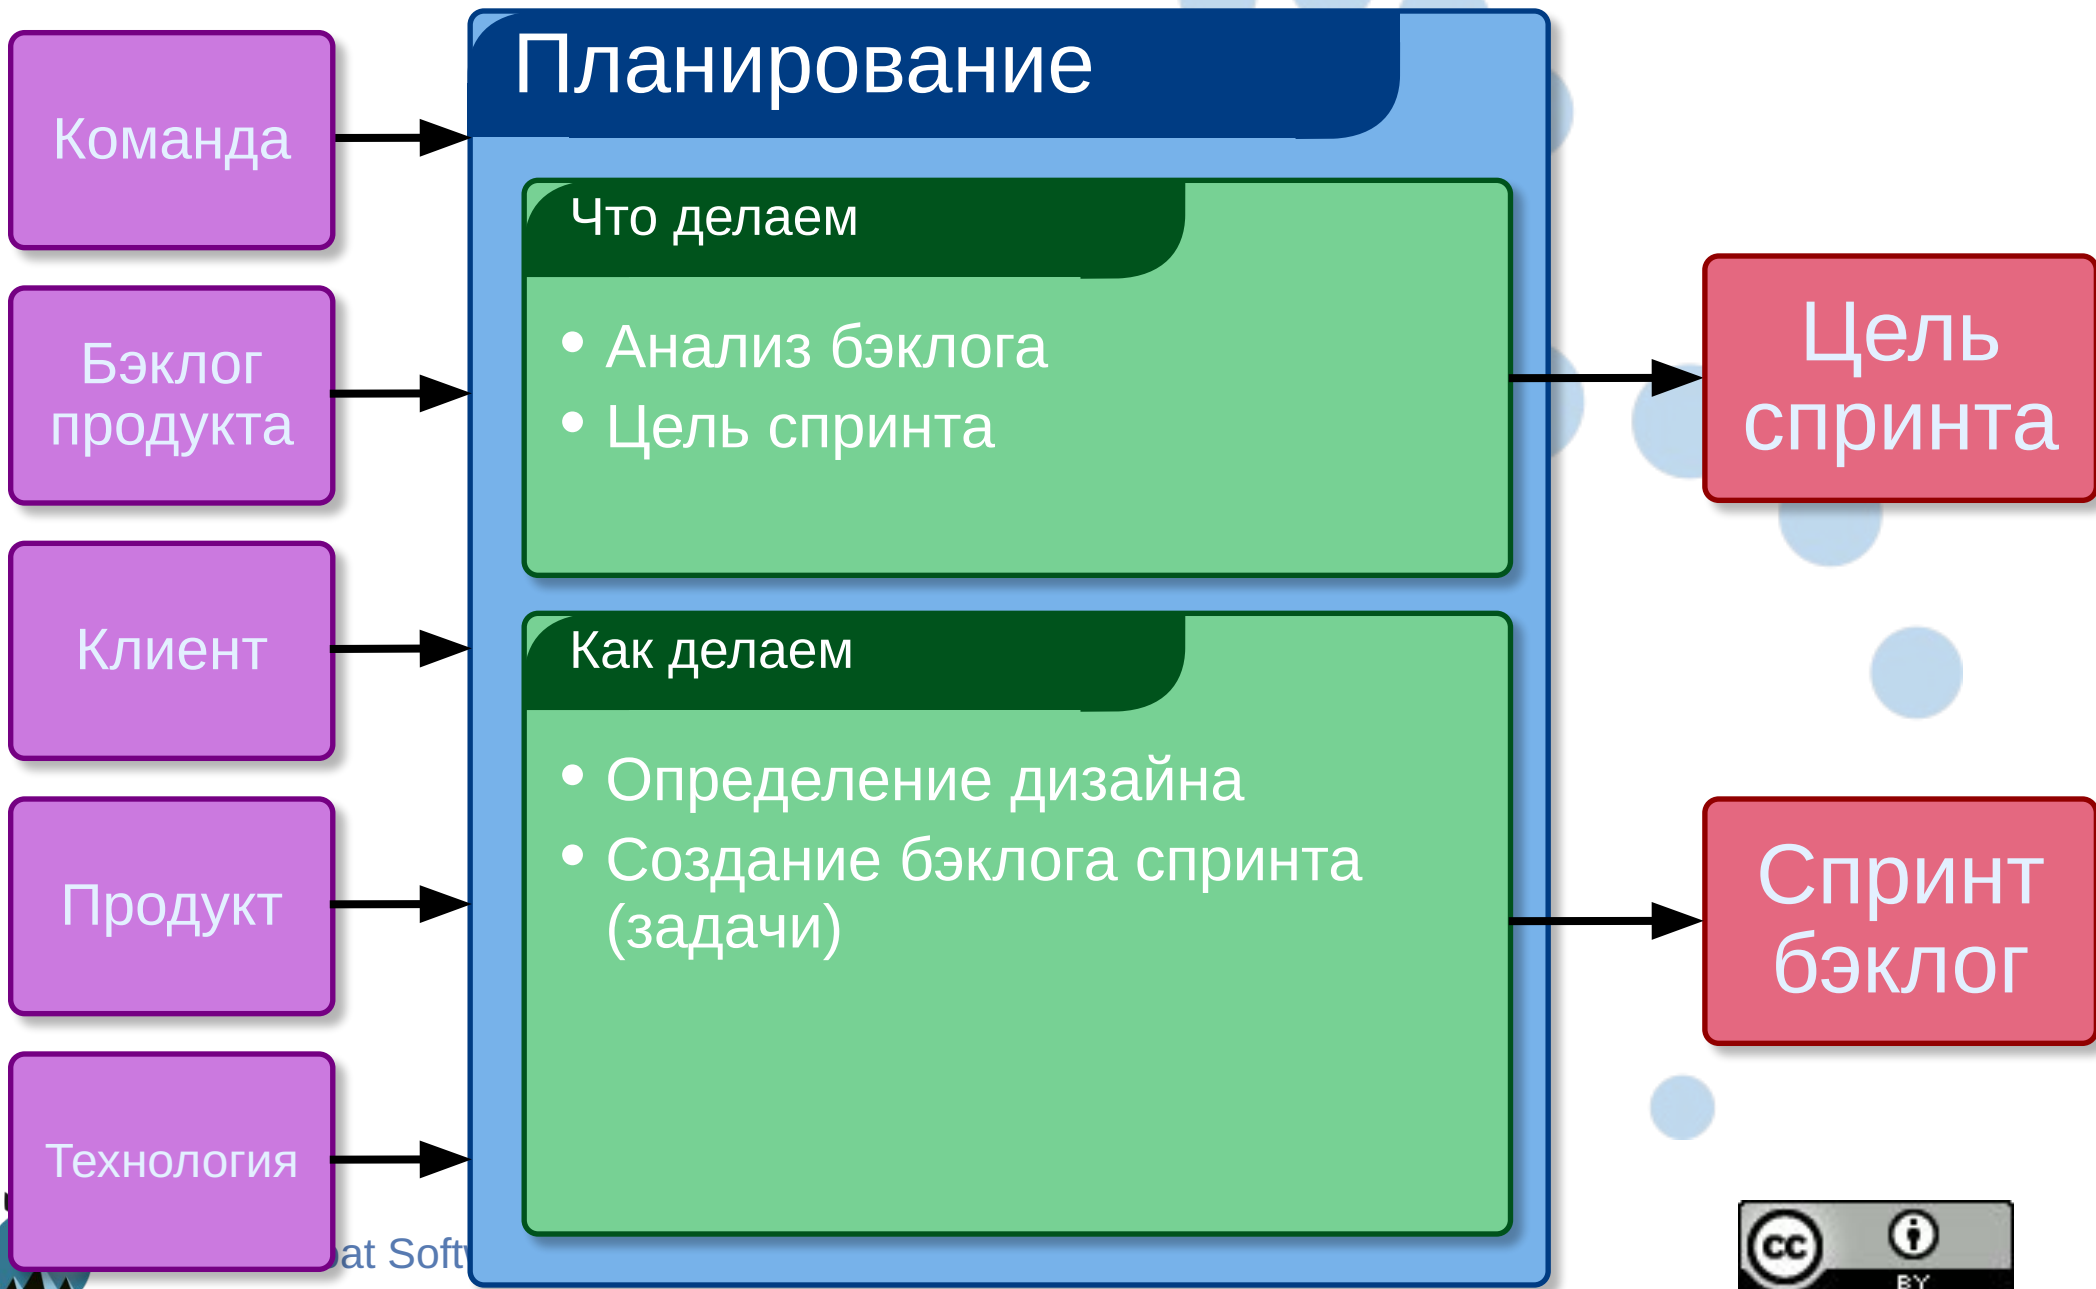 Команда
Бэклог
продукта
Клиент
Продукт
Технология
Планирование
Что делаем
• Анализ бэклога
• Цель спринта
Как делаем
• Определение дизайна
• Создание бэклога спринта
(задачи)
Цель
спринта
Спринт
бэклог
cc
BY